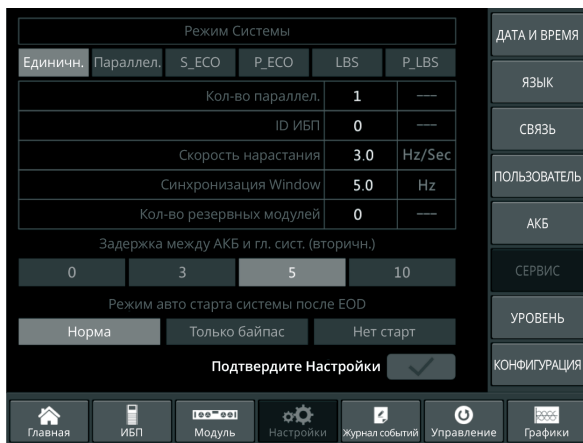 Режим Системы
Единичн. Параллел. S_ECO P_ECO LBS P_LBS
Кол-во параллел. 1 ---
ID ИБП 0 ---
Скорость нарастания 3.0 Hz/Sec
Синхронизация Window 5.0 Hz
Кол-во резервных модулей 0 ---
Задержка между АКБ и гл. сист. (вторичн.)
0 3 5 10
Режим авто старта системы после EOD
Норма Только байпас Нет старт
Подтвердите Настройки
ДАТА И ВРЕМЯ
ЯЗЫК
СВЯЗЬ
ПОЛЬЗОВАТЕЛЬ
АКБ
СЕРВИС
УРОВЕНЬ
КОНФИГУРАЦИЯ
Главная ИБП Модуль Настройки Журнал событий Управление Графики